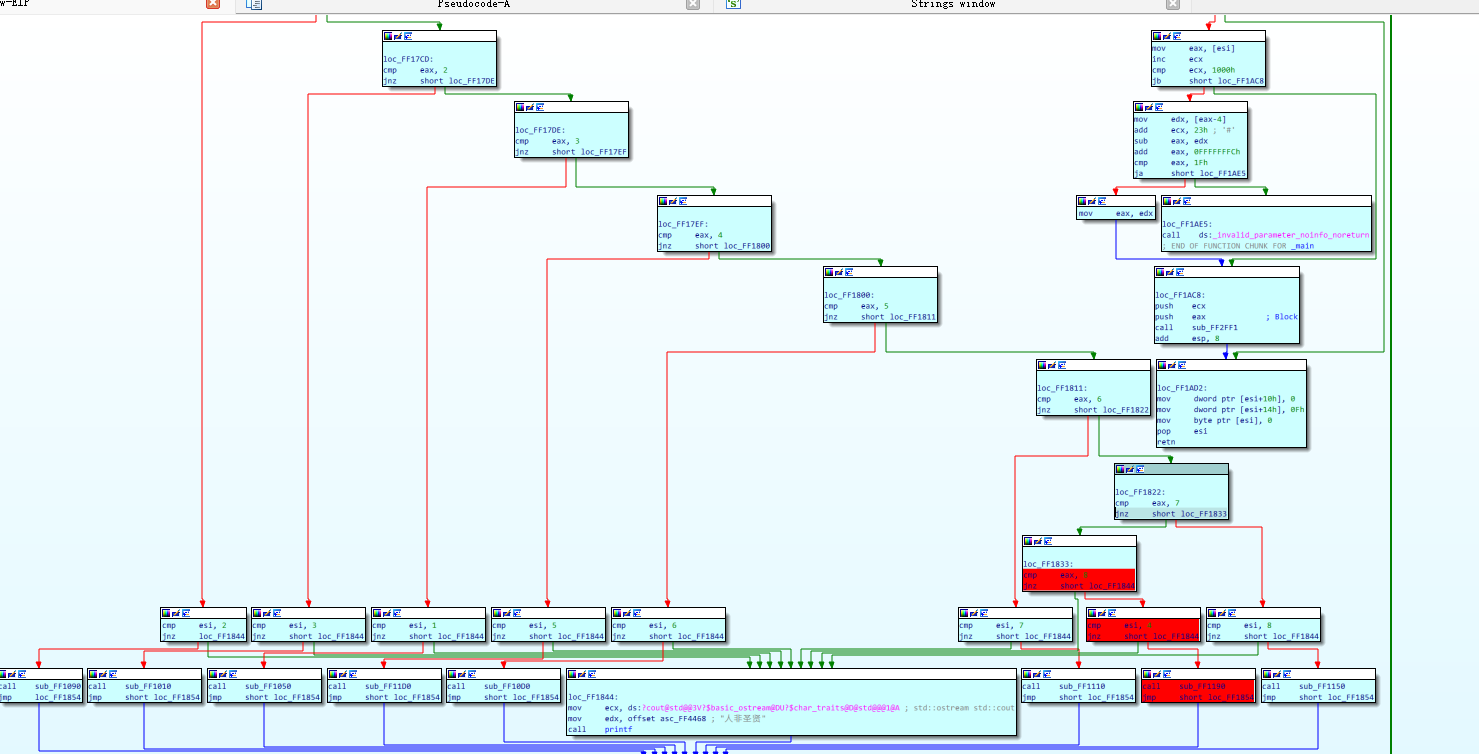 w-EIP
Pseudocode-A
Strings window
loc_FF17CD:
cmp eax, 2
jnz short loc_FF17DE
loc_FF17DE:
cmp eax, 3
jnz short loc_FF17EF
loc_FF17EF:
cmp eax, 4
jnz short loc_FF1800
loc_FF1800:
cmp eax, 5
jnz short loc_FF1811
loc_FF1811:
cmp eax, 6
jnz short loc_FF1822
loc_FF1822:
cmp eax, 7
jnz short loc_FF1833
loc_FF1833:
cmp eax,
jnz short loc_FF1844
mov eax, [esi]
inc ecx
cmp ecx, 1000h
jb short loc_FF1AC8
mov edx, [eax-4]
add ecx, 23h ; '#'
sub eax, edx
add eax, 0FFFFFFFCh
cmp eax, 1Fh
ja short loc_FF1AE5
mov eax, edx
loc_FF1AE5:
call ds:_invalid_parameter_noinfo_noreturn
; END OF FUNCTION CHUNK FOR _main
loc_FF1AC8:
push ecx
push eax ; Block
call sub_FF2FF1
add esp, 8
loc_FF1AD2:
mov dword ptr [esi+10h], 0
mov dword ptr [esi+14h], 0Fh
mov byte ptr [esi], 0
pop esi
retn
cmp esi, 2
jnz loc_FF1844
cmp esi, 3
jnz short loc_FF1844
cmp esi, 1
jnz short loc_FF1844
cmp esi, 5
jnz short loc_FF1844
cmp esi, 6
jnz short loc_FF1844
cmp esi, 7
jnz short loc_FF1844
cmp esi,
jnz short loc_FF1844
cmp esi, 8
jnz short loc_FF1844
call sub_FF1090
jmp loc_FF1854
call sub_FF1010
jmp short loc_FF1854
call sub_FF1050
jmp short loc_FF1854
call sub_FF11D0
jmp short loc_FF1854
call sub_FF10D0
jmp short loc_FF1854
loc_FF1844:
mov ecx, ds:?cout@std@@3V?$basic_ostream@DU?$char_traits@D@std@@@1@A ; std::ostream std::cout
mov edx, offset asc_FF4468 ; "人非圣贤"
call printf
call sub_FF1110
jmp short loc_FF1854
call sub_FF1190
jmp short loc_FF1854
call sub_FF1150
jmp short loc_FF1854